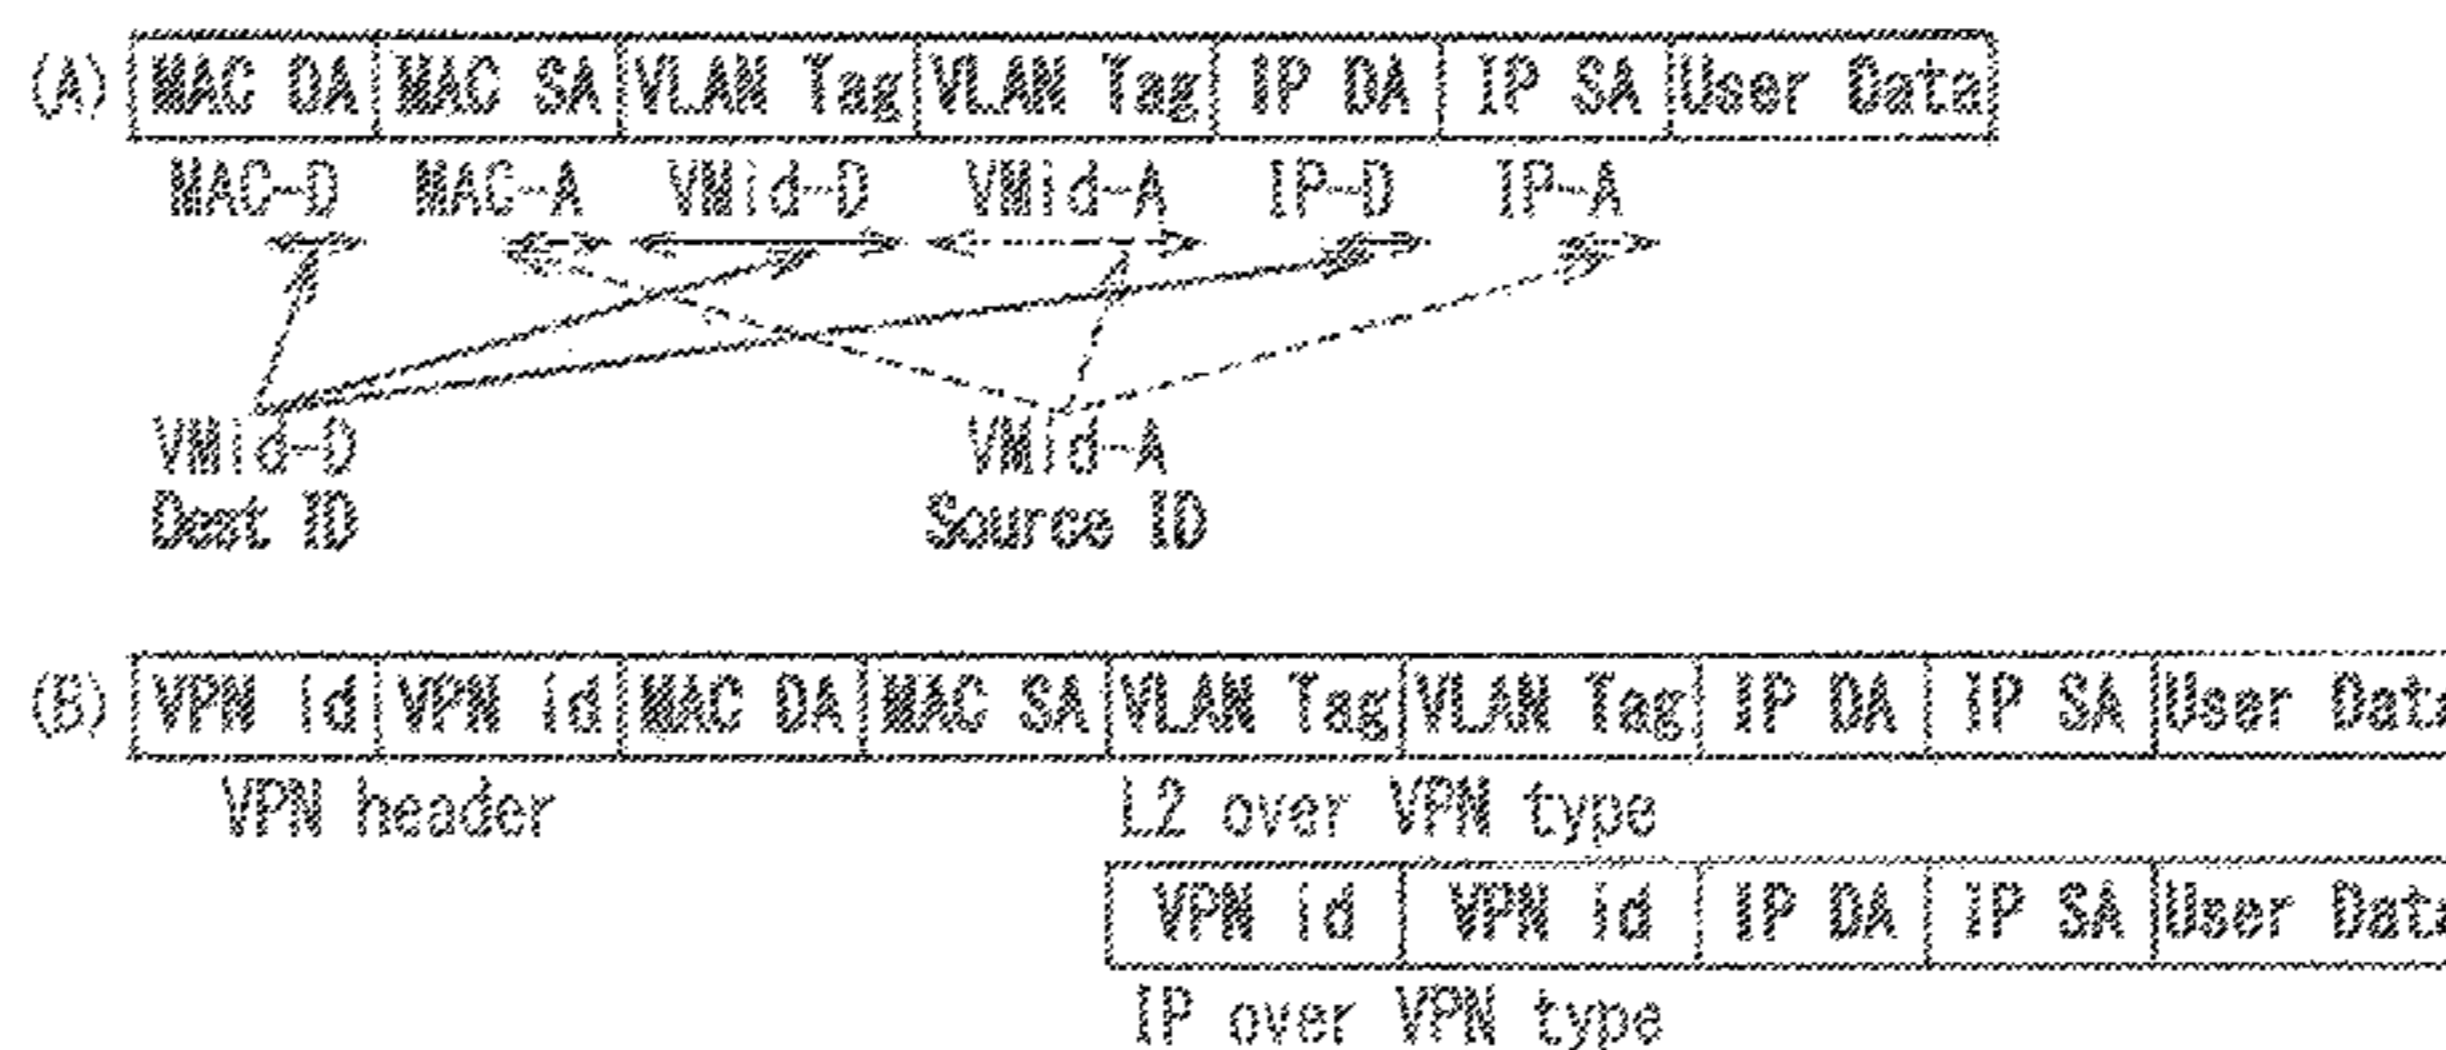 (A) MAC DA MAC SA VLAN Tag VLAN Tag IP DA IP SA User Data
MAC-D MAC-A VMid-D VMid-A IP-D IP-A
VMid-D VMid-A
Dest ID Source ID
(B) VPN id VPN id MAC DA MAC SA VLAN Tag VLAN Tag IP DA IP SA User Data
VPN header L2 over VPN type
VPN id VPN id IP DA IP SA User Data
IP over VPN type